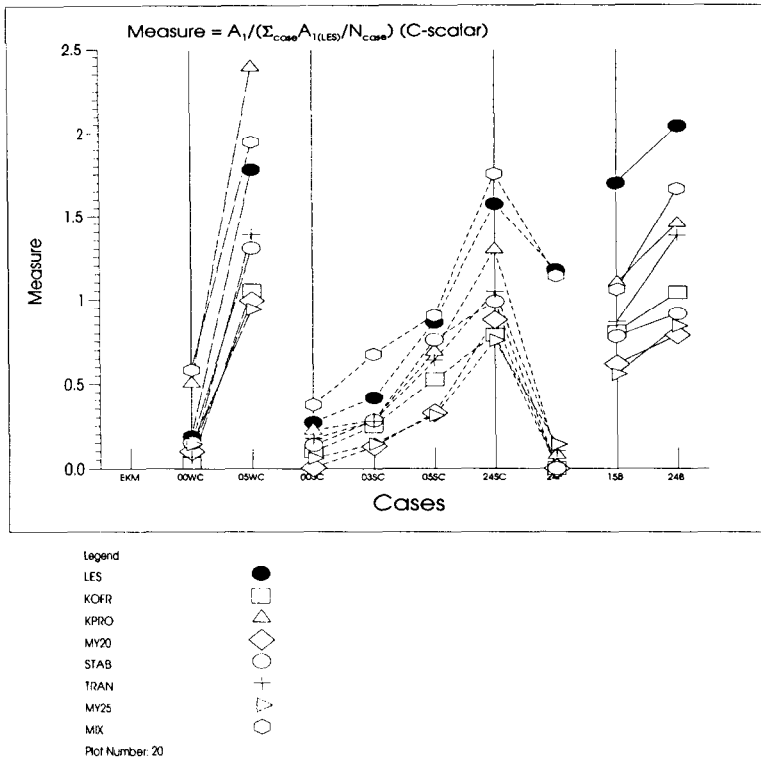 Measure = A₁/(Σcase A₁(LES)/Ncase) (C-scalar)
2.5
2
1.5
1
0.5
0.0
Measure
EKM 00WC 05WC 03SC 05SC 24SC 15B 24B
Cases
Legend
LES
KOFR
KPRO
MY20
STAB
TRAN
MY25
MIX
Plot Number: 20